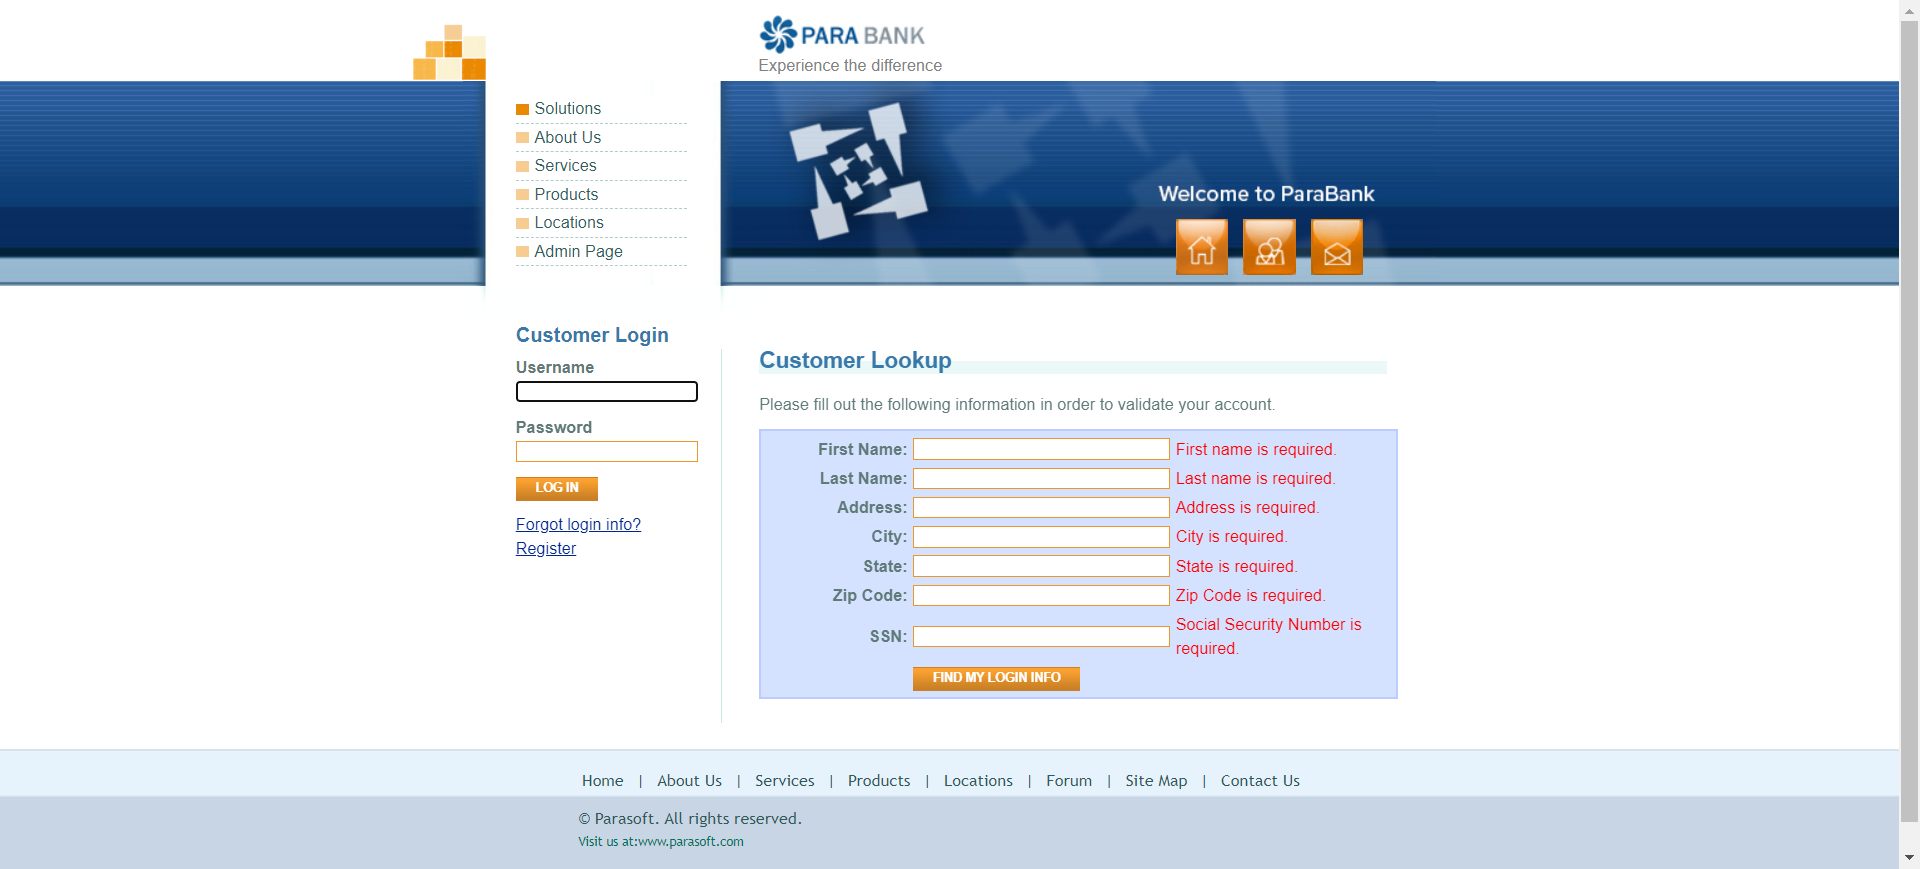 PARA BANK
Experience the difference
Solutions
About Us
Services
Products
Locations
Admin Page
Welcome to ParaBank
Customer Login
Username
Password
LOG IN
Forgot login info?
Register
Customer Lookup
Please fill out the following information in order to validate your account.
First Name: First name is required.
Last Name: Last name is required.
Address: Address is required.
City: City is required.
State: State is required.
Zip Code: Zip Code is required.
SSN: Social Security Number is
required.
FIND MY LOGIN INFO
Home | About Us | Services | Products | Locations | Forum | Site Map | Contact Us
© Parasoft. All rights reserved.
Visit us at:www.parasoft.com